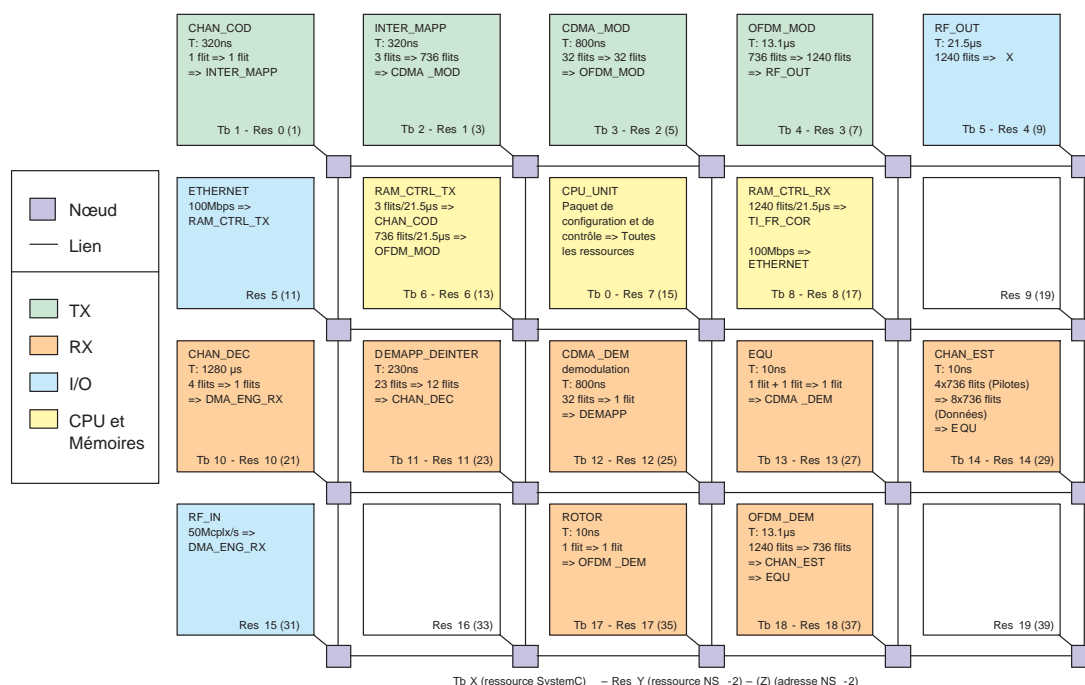 CHAN_COD
T: 320ns
1 flit => 1 flit
=> INTER_MAPP
Tb 1 - Res 0 (1)
INTER_MAPP
T: 320ns
3 flits => 736 flits
=> CDMA _MOD
Tb 2 - Res 1 (3)
CDMA_MOD
T: 800ns
32 flits => 32 flits
=> OFDM_MOD
Tb 3 - Res 2 (5)
OFDM_MOD
T: 13.1µs
736 flits => 1240 flits
=> RF_OUT
Tb 4 - Res 3 (7)
RF_OUT
T: 21.5µs
1240 flits => X
Tb 5 - Res 4 (9)
Nœud
Lien
TX
RX
I/O
CPU et
Mémoires
ETHERNET
100Mbps =>
RAM_CTRL_TX
Res 5 (11)
RAM_CTRL_TX
3 flits/21.5µs =>
CHAN_COD
736 flits/21.5µs =>
OFDM_MOD
Tb 6 - Res 6 (13)
CPU_UNIT
Paquet de
configuration et de
contrôle => Toutes
les ressources
Tb 0 - Res 7 (15)
RAM_CTRL_RX
1240 flits/21.5µs =>
TI_FR_COR
100Mbps =>
ETHERNET
Tb 8 - Res 8 (17)
Res 9 (19)
CHAN_DEC
T: 1280 µs
4 flits => 1 flits
=> DMA_ENG_RX
Tb 10 - Res 10 (21)
DEMAPP_DEINTER
T: 230ns
23 flits => 12 flits
=> CHAN_DEC
Tb 11 - Res 11 (23)
CDMA _DEM
demodulation
T: 800ns
32 flits => 1 flit
=> DEMAPP
Tb 12 - Res 12 (25)
EQU
T: 10ns
1 flit + 1 flit => 1 flit
=> CDMA _DEM
Tb 13 - Res 13 (27)
CHAN_EST
T: 10ns
4x736 flits (Pilotes)
=> 8x736 flits
(Données)
=> EQU
Tb 14 - Res 14 (29)
RF_IN
50Mcplx/s =>
DMA_ENG_RX
Res 15 (31)
Res 16 (33)
ROTOR
T: 10ns
1 flit => 1 flit
=> OFDM _DEM
Tb 17 - Res 17 (35)
OFDM_DEM
T: 13.1µs
1240 flits => 736 flits
=> CHAN_EST
=> EQU
Tb 18 - Res 18 (37)
Res 19 (39)
Tb X (ressource SystemC) – Res Y (ressource NS -2) – (Z) (adresse NS -2)